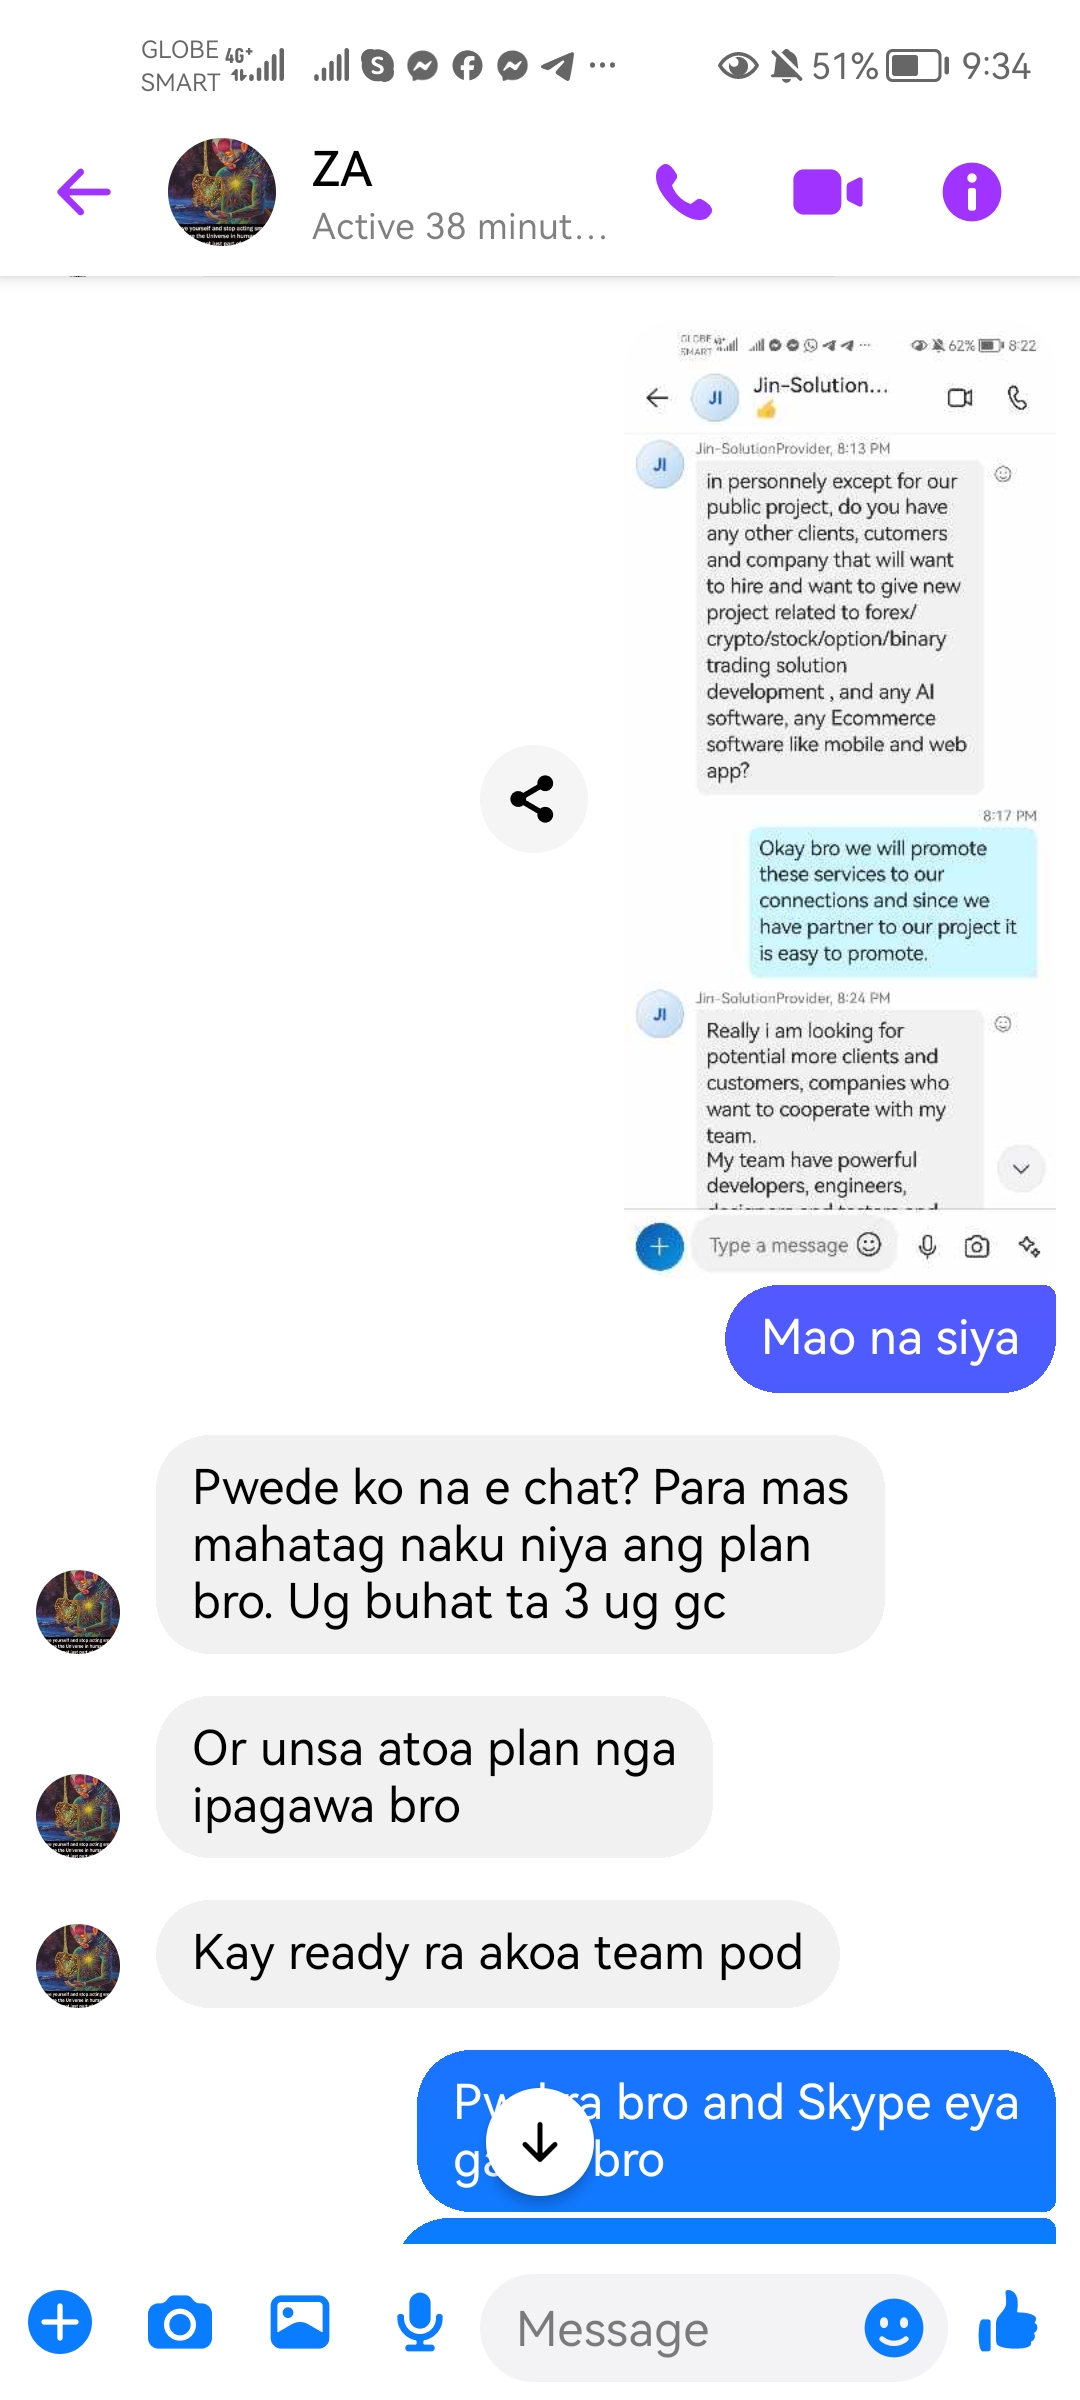 GLOBE 4G+
SMART
51% 9:34
ZA
Active 38 minut...
GLOBE
SMART
62% 8:22
JI
Jin-Solution...
Jin-SolutionProvider, 8:13 PM
JI
in personnely except for our
public project, do you have
any other clients, cutomers
and company that will want
to hire and want to give new
project related to forex/
crypto/stock/option/binary
trading solution
development , and any AI
software, any Ecommerce
software like mobile and web
app?
8:17 PM
Okay bro we will promote
these services to our
connections and since we
have partner to our project it
is easy to promote.
Jin-SolutionProvider, 8:24 PM
JI
Really i am looking for
potential more clients and
customers, companies who
want to cooperate with my
team.
My team have powerful
developers, engineers,
Type a message
Mao na siya
Pwede ko na e chat? Para mas
mahatag naku niya ang plan
bro. Ug buhat ta 3 ug gc
Or unsa atoa plan nga
ipagawa bro
Kay ready ra akoa team pod
bro and Skype eya
bro
Message